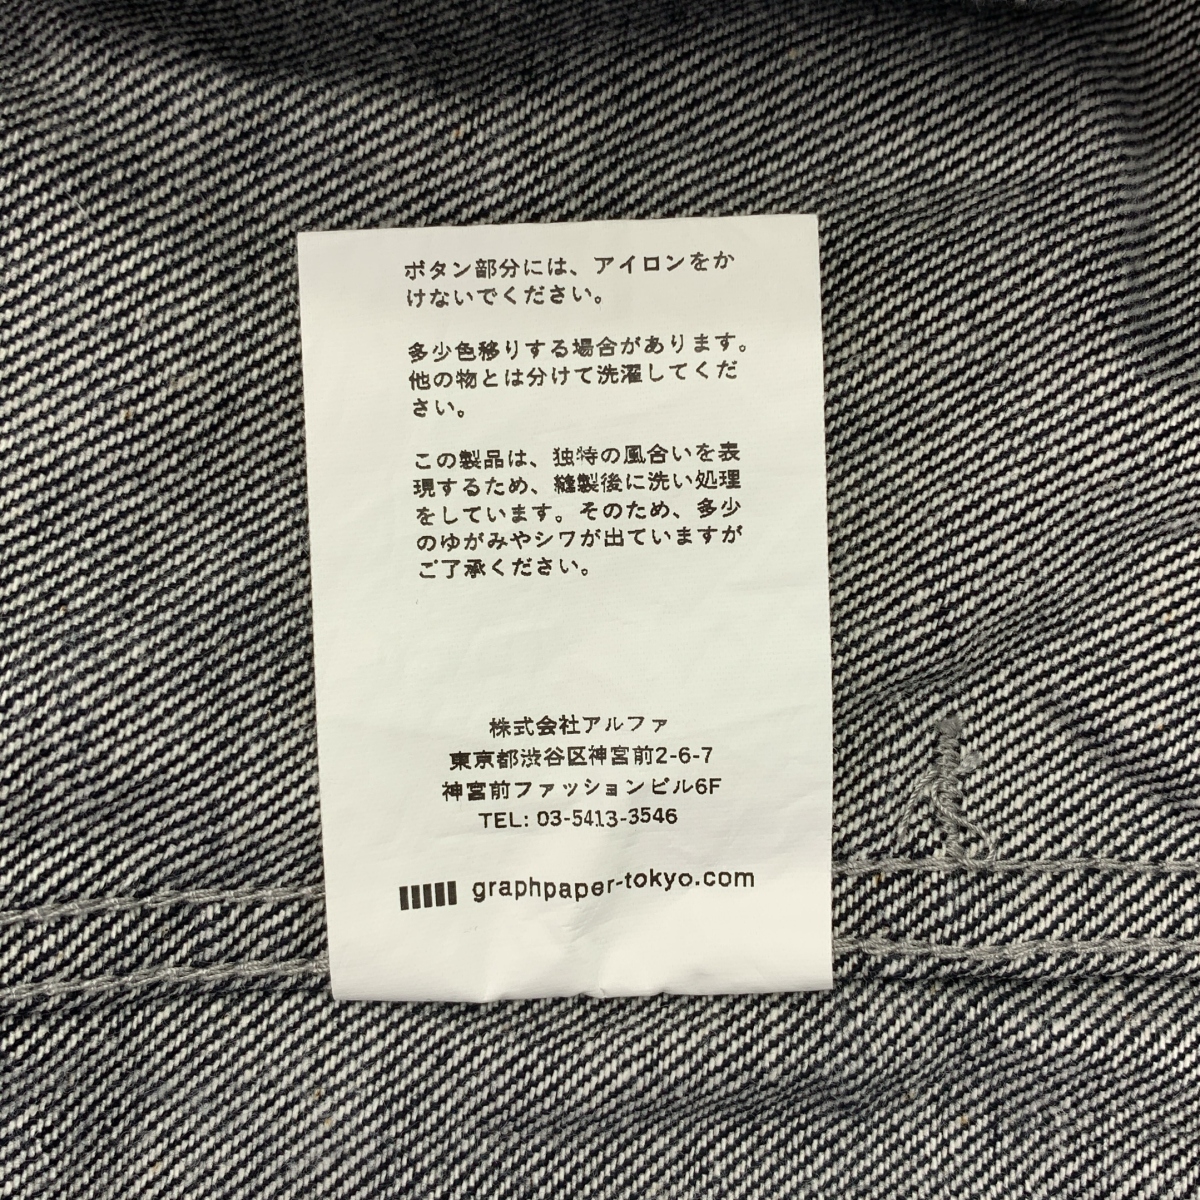 ボタン部分には、アイロンをか
けないでください。
多少色移りする場合があります。
他の物とは分けて洗濯してくだ
さい。
この製品は、独特の風合いを表
現するため、縫製後に洗い処理
をしています。そのため、多少
のゆがみやシワが出ていますが
ご了承ください。
株式会社アルファ
東京都渋谷区神宮前2-6-7
神宮前ファッションビル6F
TEL: 03-5413-3546
graphpaper-tokyo.com